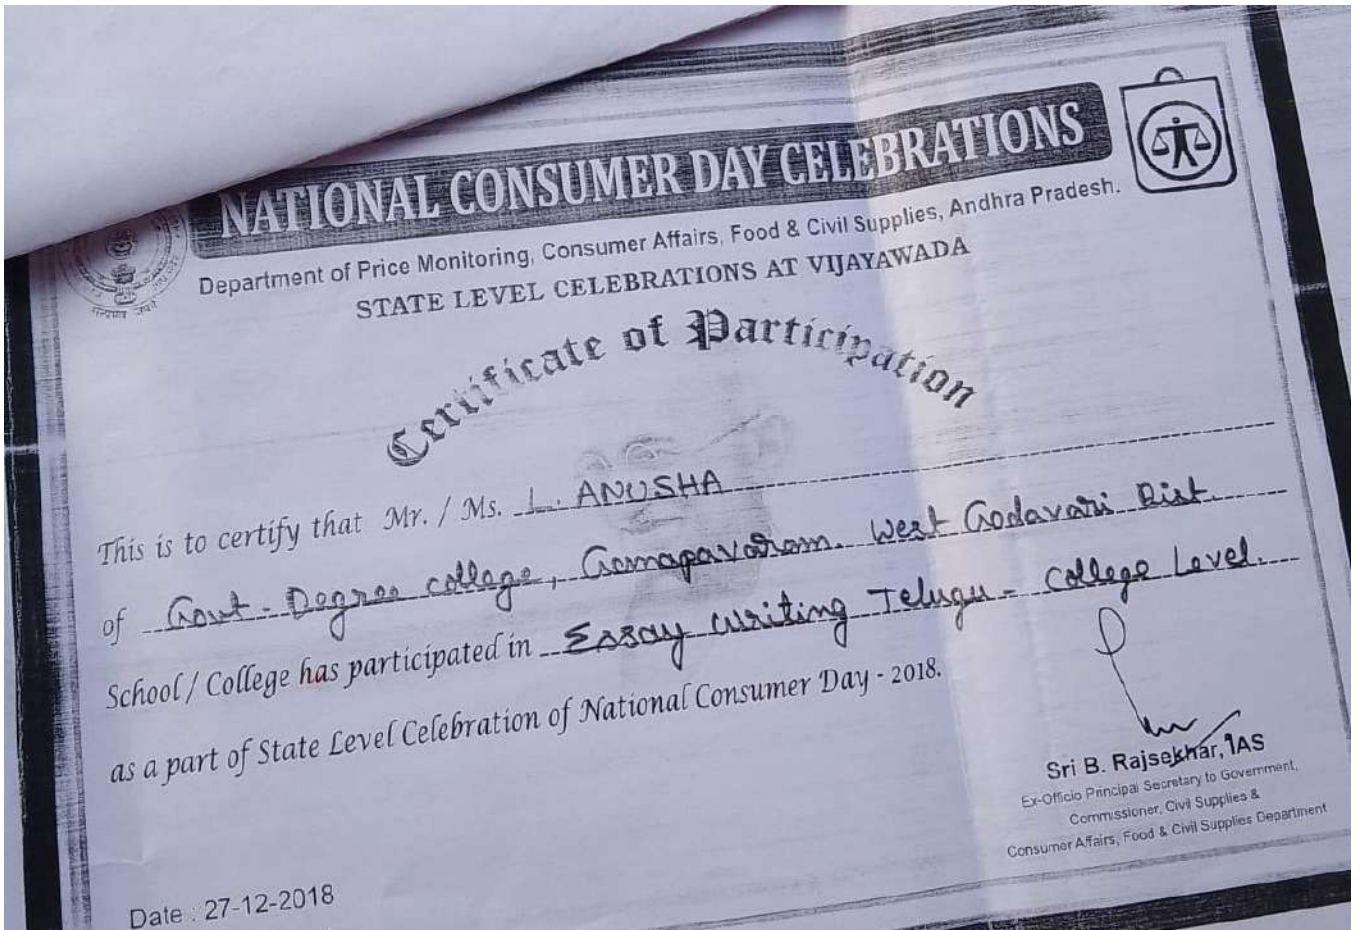 NATIONAL CONSUMER DAY CELEBRATIONS
Department of Price Monitoring, Consumer Affairs, Food & Civil Supplies, Andhra Pradesh.
STATE LEVEL CELEBRATIONS AT VIJAYAWADA
Certificate of Participation
This is to certify that Mr. / Ms. L. ANUSHA
of Govt - Degree college, Ganapavaram. West Godavari Dist.
School / College has participated in Essay writing Telugu - College Level.
as a part of State Level Celebration of National Consumer Day - 2018.
Sri B. Rajsekhar, IAS
Ex-Officio Principal Secretary to Government,
Commissioner, Civil Supplies &
Consumer Affairs, Food & Civil Supplies Department
Date : 27-12-2018